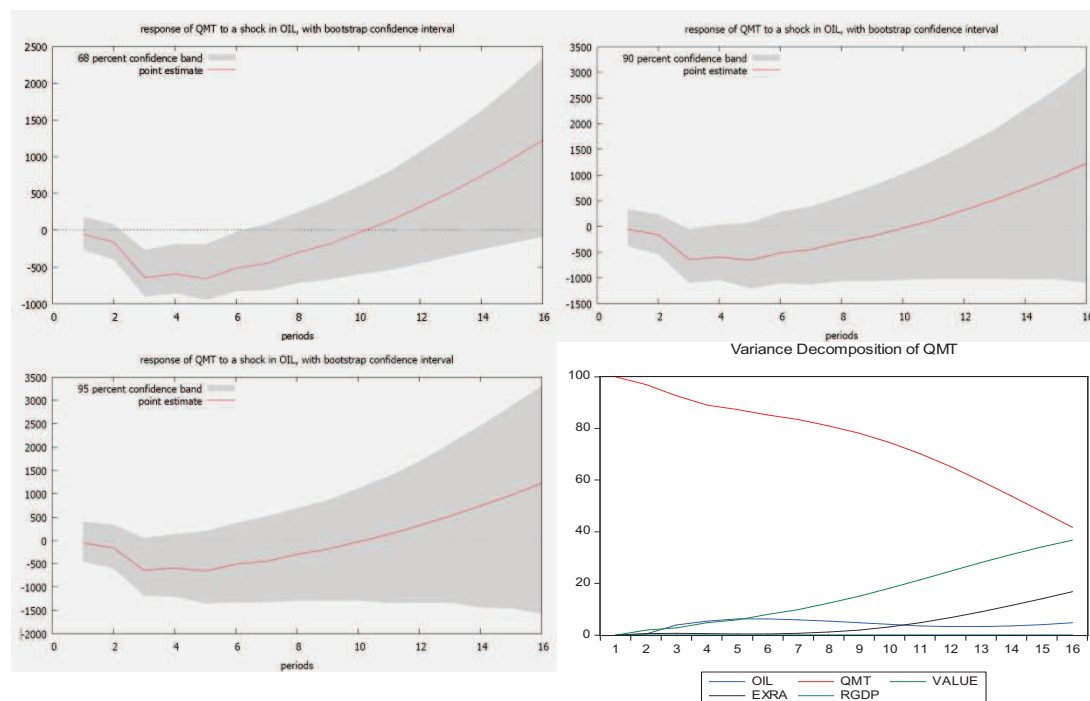 response of QMT to a shock in OIL, with bootstrap confidence interval
2500
2000
1500
1000
500
0
-500
-1000
68 percent confidence band
point estimate
0 2 4 6 8 10 12 14 16
periods
response of QMT to a shock in OIL, with bootstrap confidence interval
3500
3000
2500
2000
1500
1000
500
0
-500
-1000
-1500
90 percent confidence band
point estimate
0 2 4 6 8 10 12 14 16
periods
response of QMT to a shock in OIL, with bootstrap confidence interval
3500
3000
2500
2000
1500
1000
500
0
-500
-1000
-1500
-2000
95 percent confidence band
point estimate
0 2 4 6 8 10 12 14 16
periods
Variance Decomposition of QMT
100
80
60
40
20
0
1 2 3 4 5 6 7 8 9 10 11 12 13 14 15 16
OIL QMT VALUE
EXRA RGDP